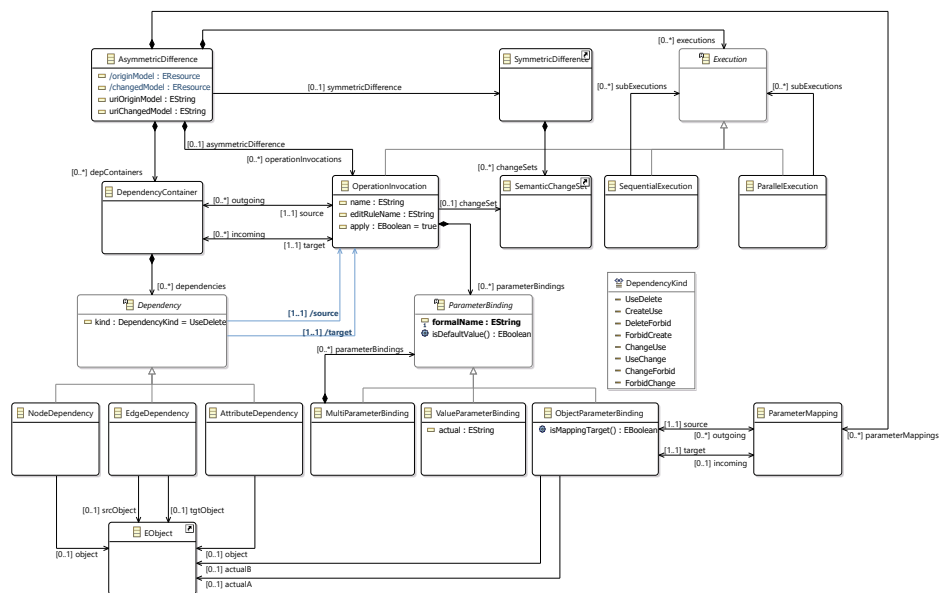 [0..*] executions
AsymmetricDifference
/originModel : EResource
/changedModel : EResource
uriOriginModel : EString
uriChangedModel : EString
SymmetricDifference
Execution
[0..1] symmetricDifference
[0..*] subExecutions
[0..*] subExecutions
[0..1] asymmetricDifference
[0..*] operationInvocations
[0..*] depContainers
[0..*] changeSets
DependencyContainer
OperationInvocation
name : EString
editRuleName : EString
apply : EBoolean = true
SemanticChangeSet
SequentialExecution
ParallelExecution
[0..*] outgoing
[1..1] source
[0..1] changeSet
[0..*] incoming
[1..1] target
[0..*] dependencies
[0..*] parameterBindings
Dependency
kind : DependencyKind = UseDelete
[1..1] /source
[1..1] /target
ParameterBinding
formalName : EString
isDefaultValue() : EBoolean
[0..*] parameterBindings
DependencyKind
UseDelete
CreateUse
DeleteForbid
ForbidCreate
ChangeUse
UseChange
ChangeForbid
ForbidChange
NodeDependency
EdgeDependency
AttributeDependency
MultiParameterBinding
ValueParameterBinding
actual : EString
ObjectParameterBinding
isMappingTarget() : EBoolean
ParameterMapping
[1..1] source
[0..*] outgoing
[1..1] target
[0..1] incoming
[0..*] parameterMappings
[0..1] srcObject
[0..1] tgtObject
EObject
[0..1] object
[0..1] object
[0..1] actualB
[0..1] actualA